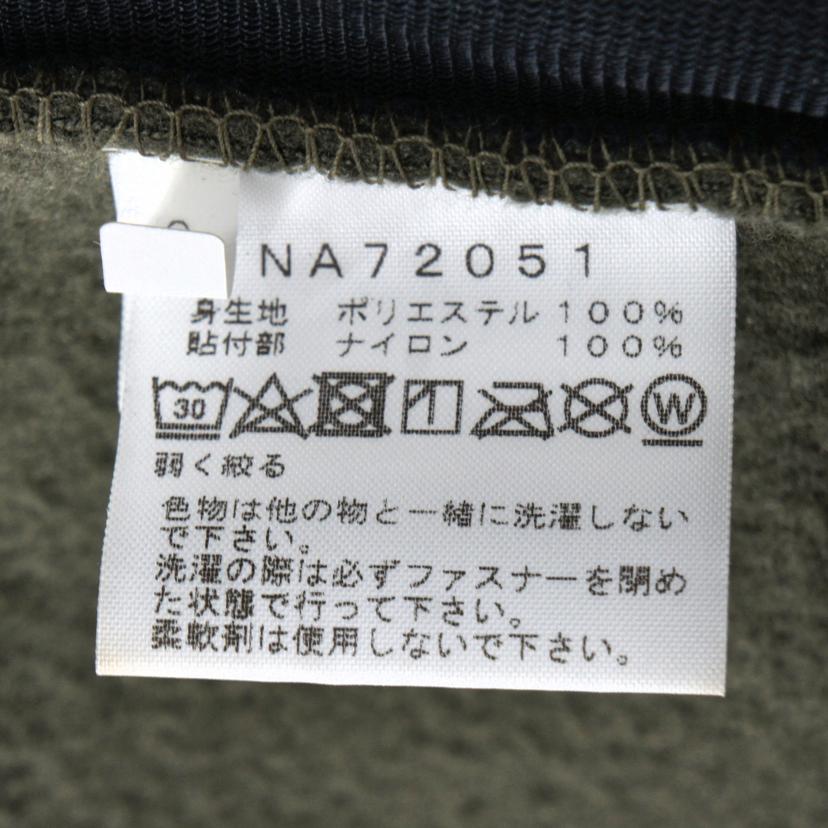 NA72051
身生地 ポリエステル 100%
貼付部 ナイロン 100%
30 W
弱く絞る
色物は他の物と一緒に洗濯しない
で下さい。
洗濯の際は必ずファスナーを閉め
た状態で行って下さい。
柔軟剤は使用しないで下さい。